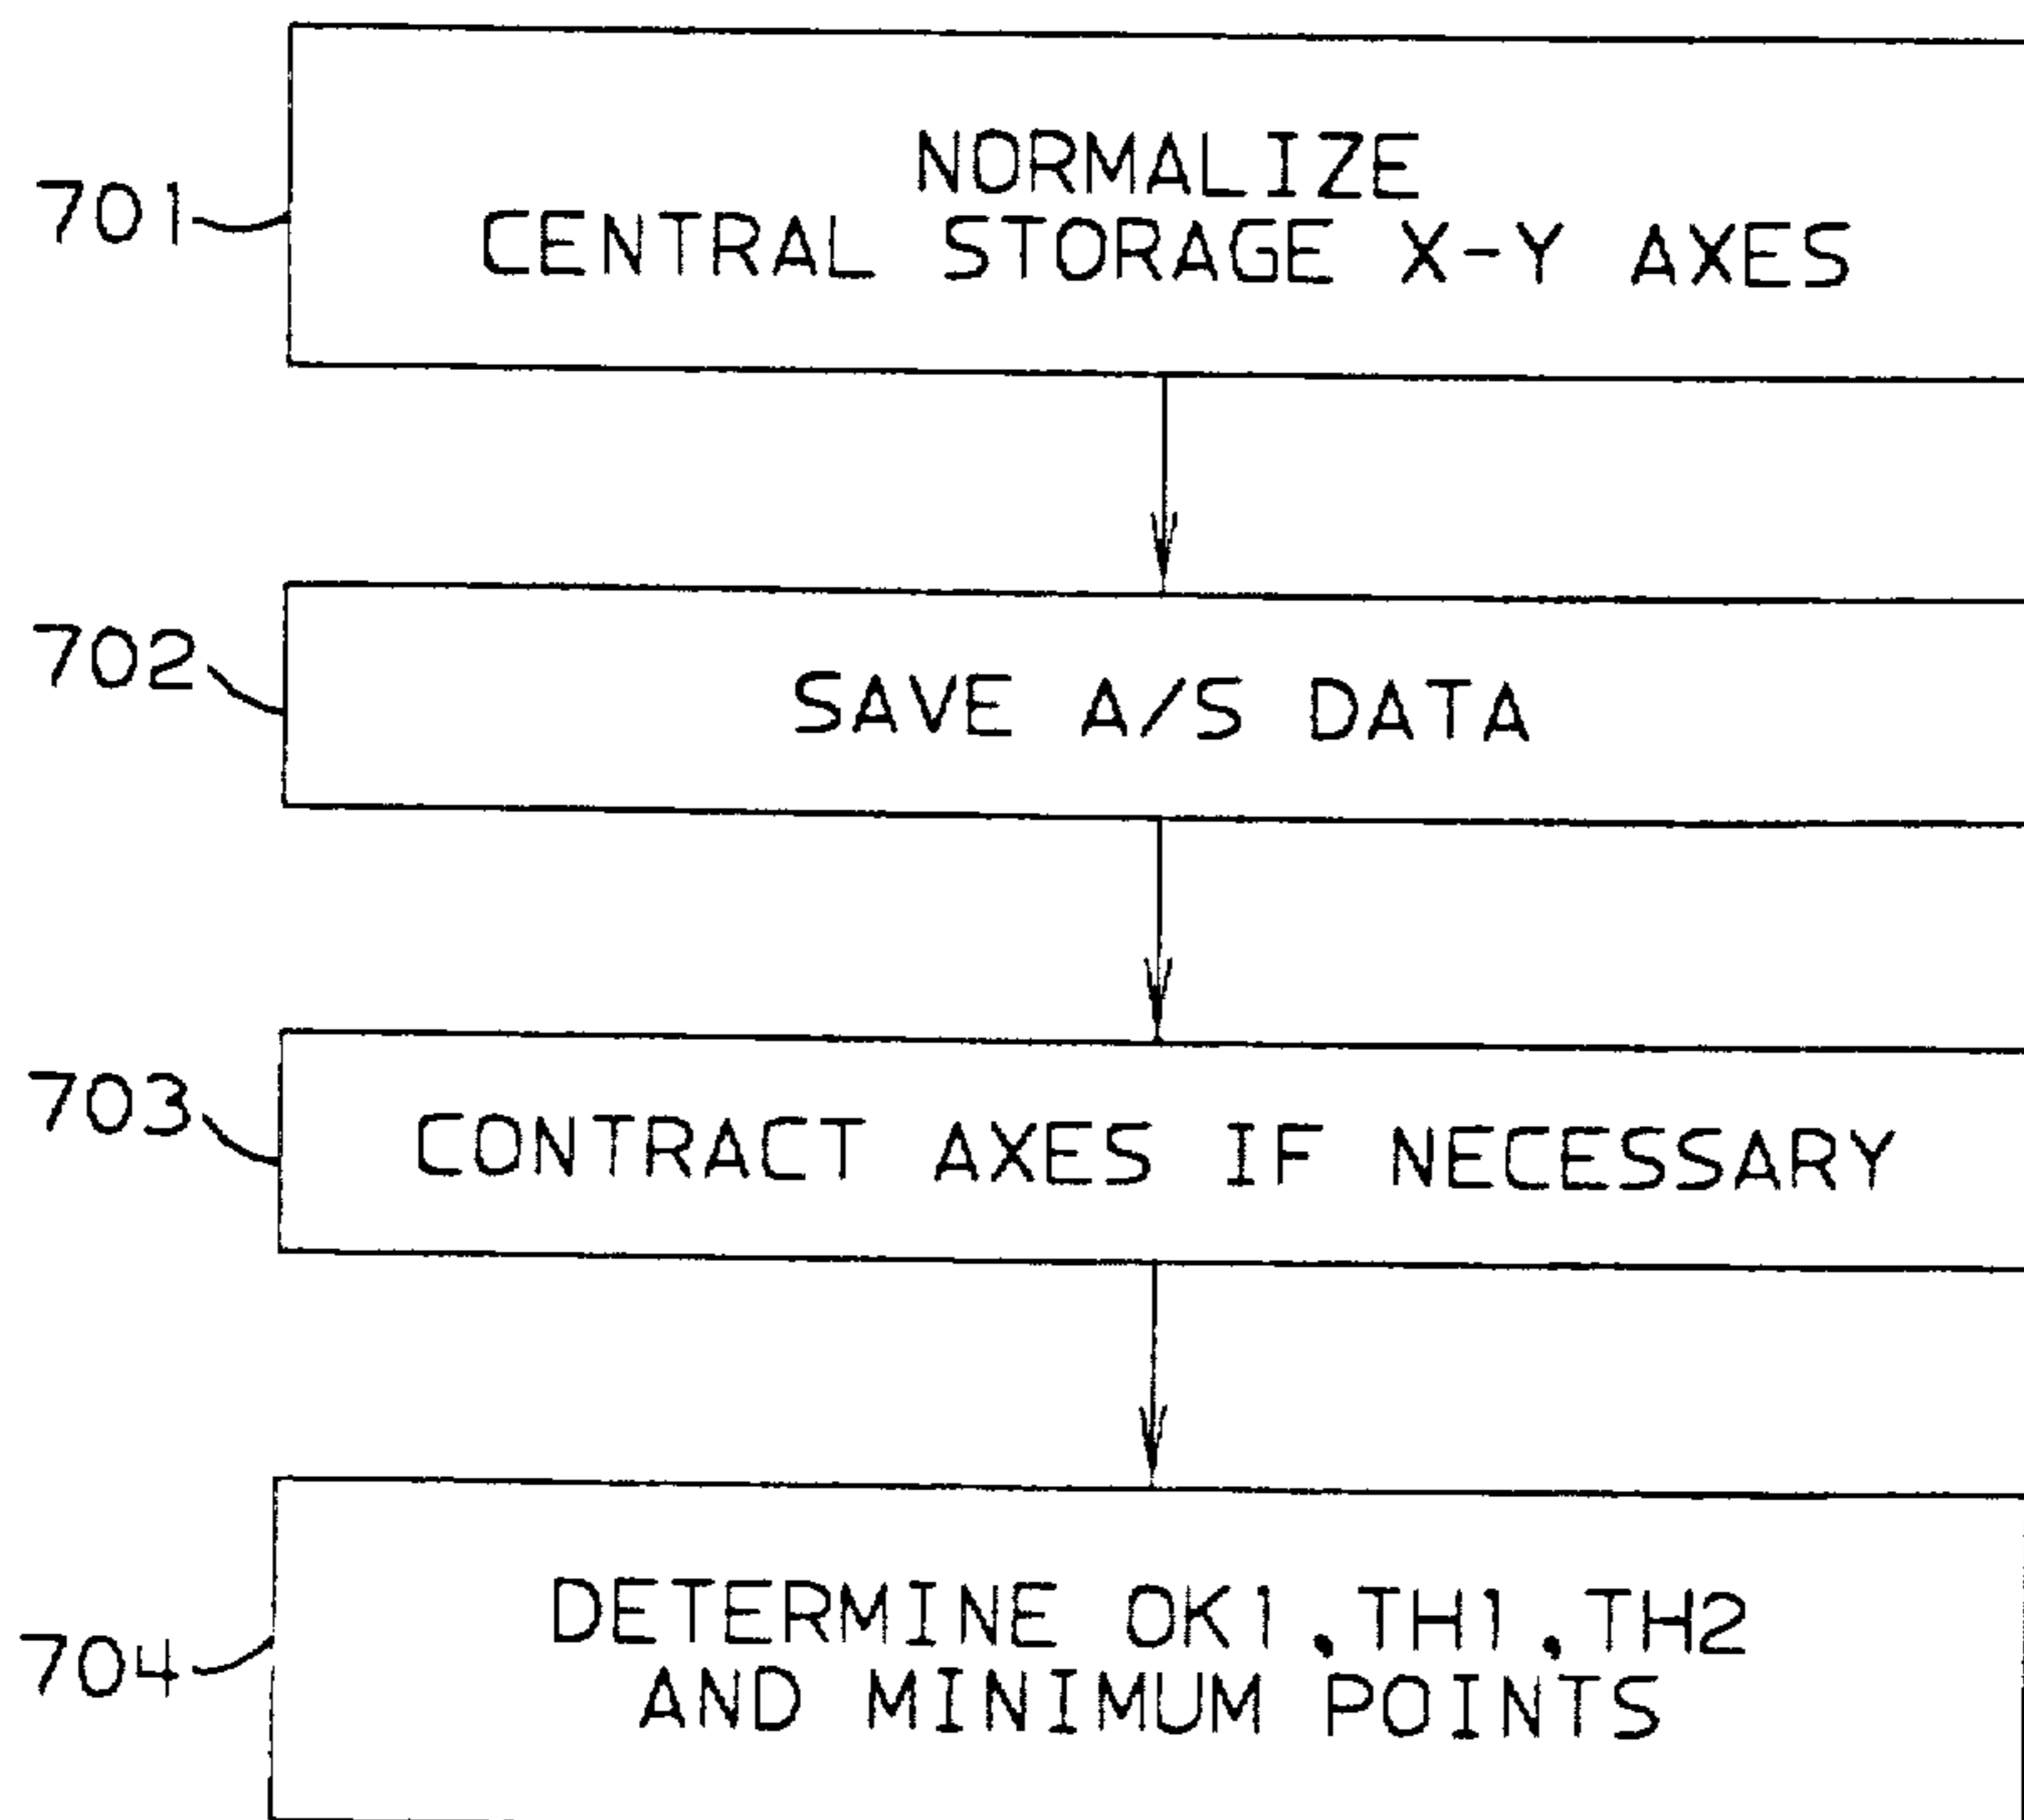 NORMALIZE
701
CENTRAL STORAGE X-Y AXES
702
SAVE A/S DATA
703
CONTRACT AXES IF NECESSARY
DETERMINE OK1, TH1, TH2
704
AND MINIMUM POINTS